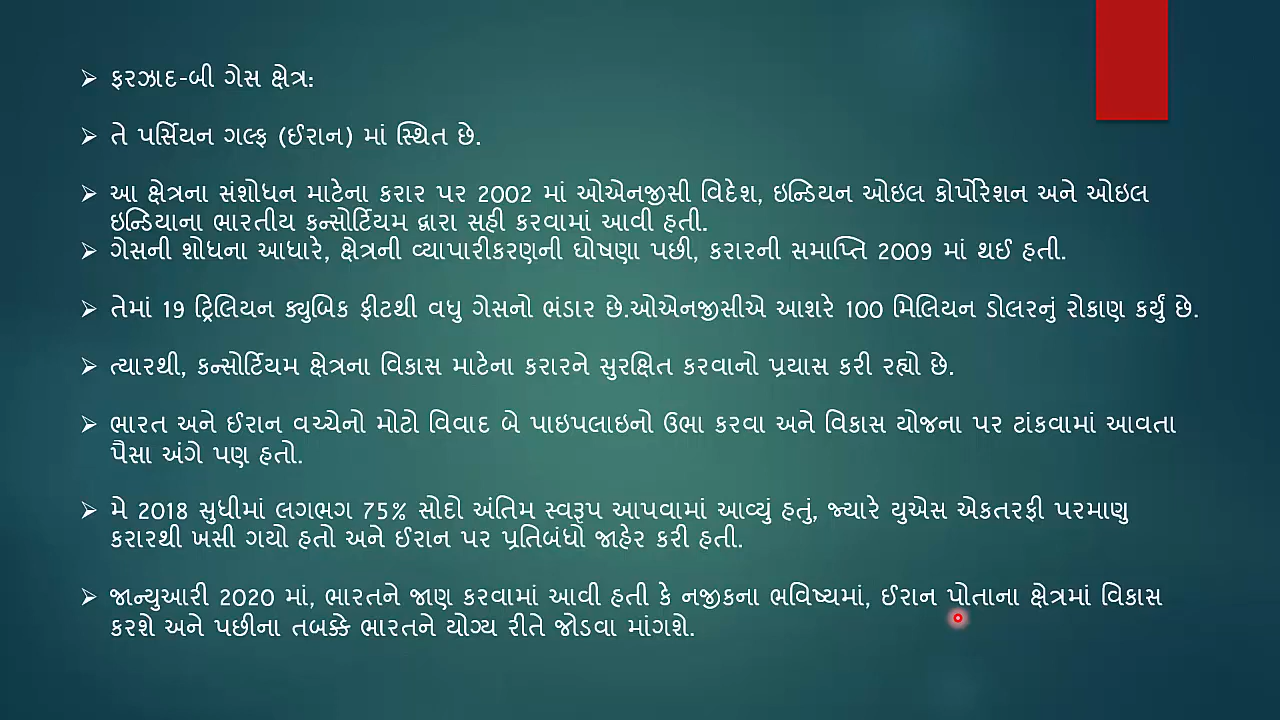 ➢ ફરઝાદ-બી ગેસ ક્ષેત્ર:
➢ તે પર્સિયન ગલ્ફ (ઈરાન) માં સ્થિત છે.
➢ આ ક્ષેત્રના સંશોધન માટેના કરાર પર 2002 માં ઓએનજીસી વિદેશ, ઇન્ડિયન ઓઇલ કોર્પોરેશન અને ઓઇલ
ઇન્ડિયાના ભારતીય કન્સોર્ટિયમ દ્વારા સહી કરવામાં આવી હતી.
➢ ગેસની શોધના આધારે, ક્ષેત્રની વ્યાપારીકરણની ઘોષણા પછી, કરારની સમાપ્તિ 2009 માં થઈ હતી.
➢ તેમાં 19 ટ્રિલિયન ક્યુબિક ફીટથી વધુ ગેસનો ભંડાર છે.ઓએનજીસીએ આશરે 100 મિલિયન ડોલરનું રોકાણ કર્યું છે.
➢ ત્યારથી, કન્સોર્ટિયમ ક્ષેત્રના વિકાસ માટેના કરારને સુરક્ષિત કરવાનો પ્રયાસ કરી રહ્યો છે.
➢ ભારત અને ઈરાન વચ્ચેનો મોટો વિવાદ બે પાઇપલાઇનો ઉભા કરવા અને વિકાસ યોજના પર ટાંકવામાં આવતા
પૈસા અંગે પણ હતો.
➢ મે 2018 સુધીમાં લગભગ 75% સોદો અંતિમ સ્વરૂપ આપવામાં આવ્યું હતું, જ્યારે યુએસ એકતરફી પરમાણુ
કરારથી ખસી ગયો હતો અને ઈરાન પર પ્રતિબંધો જાહેર કરી હતી.
➢ જાન્યુઆરી 2020 માં, ભારતને જાણ કરવામાં આવી હતી કે નજીકના ભવિષ્યમાં, ઈરાન પોતાના ક્ષેત્રમાં વિકાસ
કરશે અને પછીના તબક્કે ભારતને યોગ્ય રીતે જોડવા માંગશે.